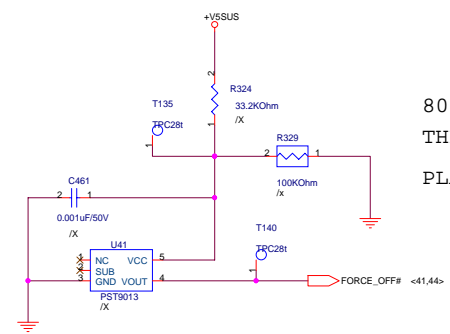 +V5SUS
2
R324
33.2KOhm
/X
1
T135
TPC28t
1
80
TH
PL
R329
2 1
100KOhm
/x
C461
2 1
0.001uF/50V
/X
U41
1 NC VCC 5
2 SUB
3 GND VOUT 4
PST9013
/X
T140
TPC28t
1
FORCE_OFF# <41,44>